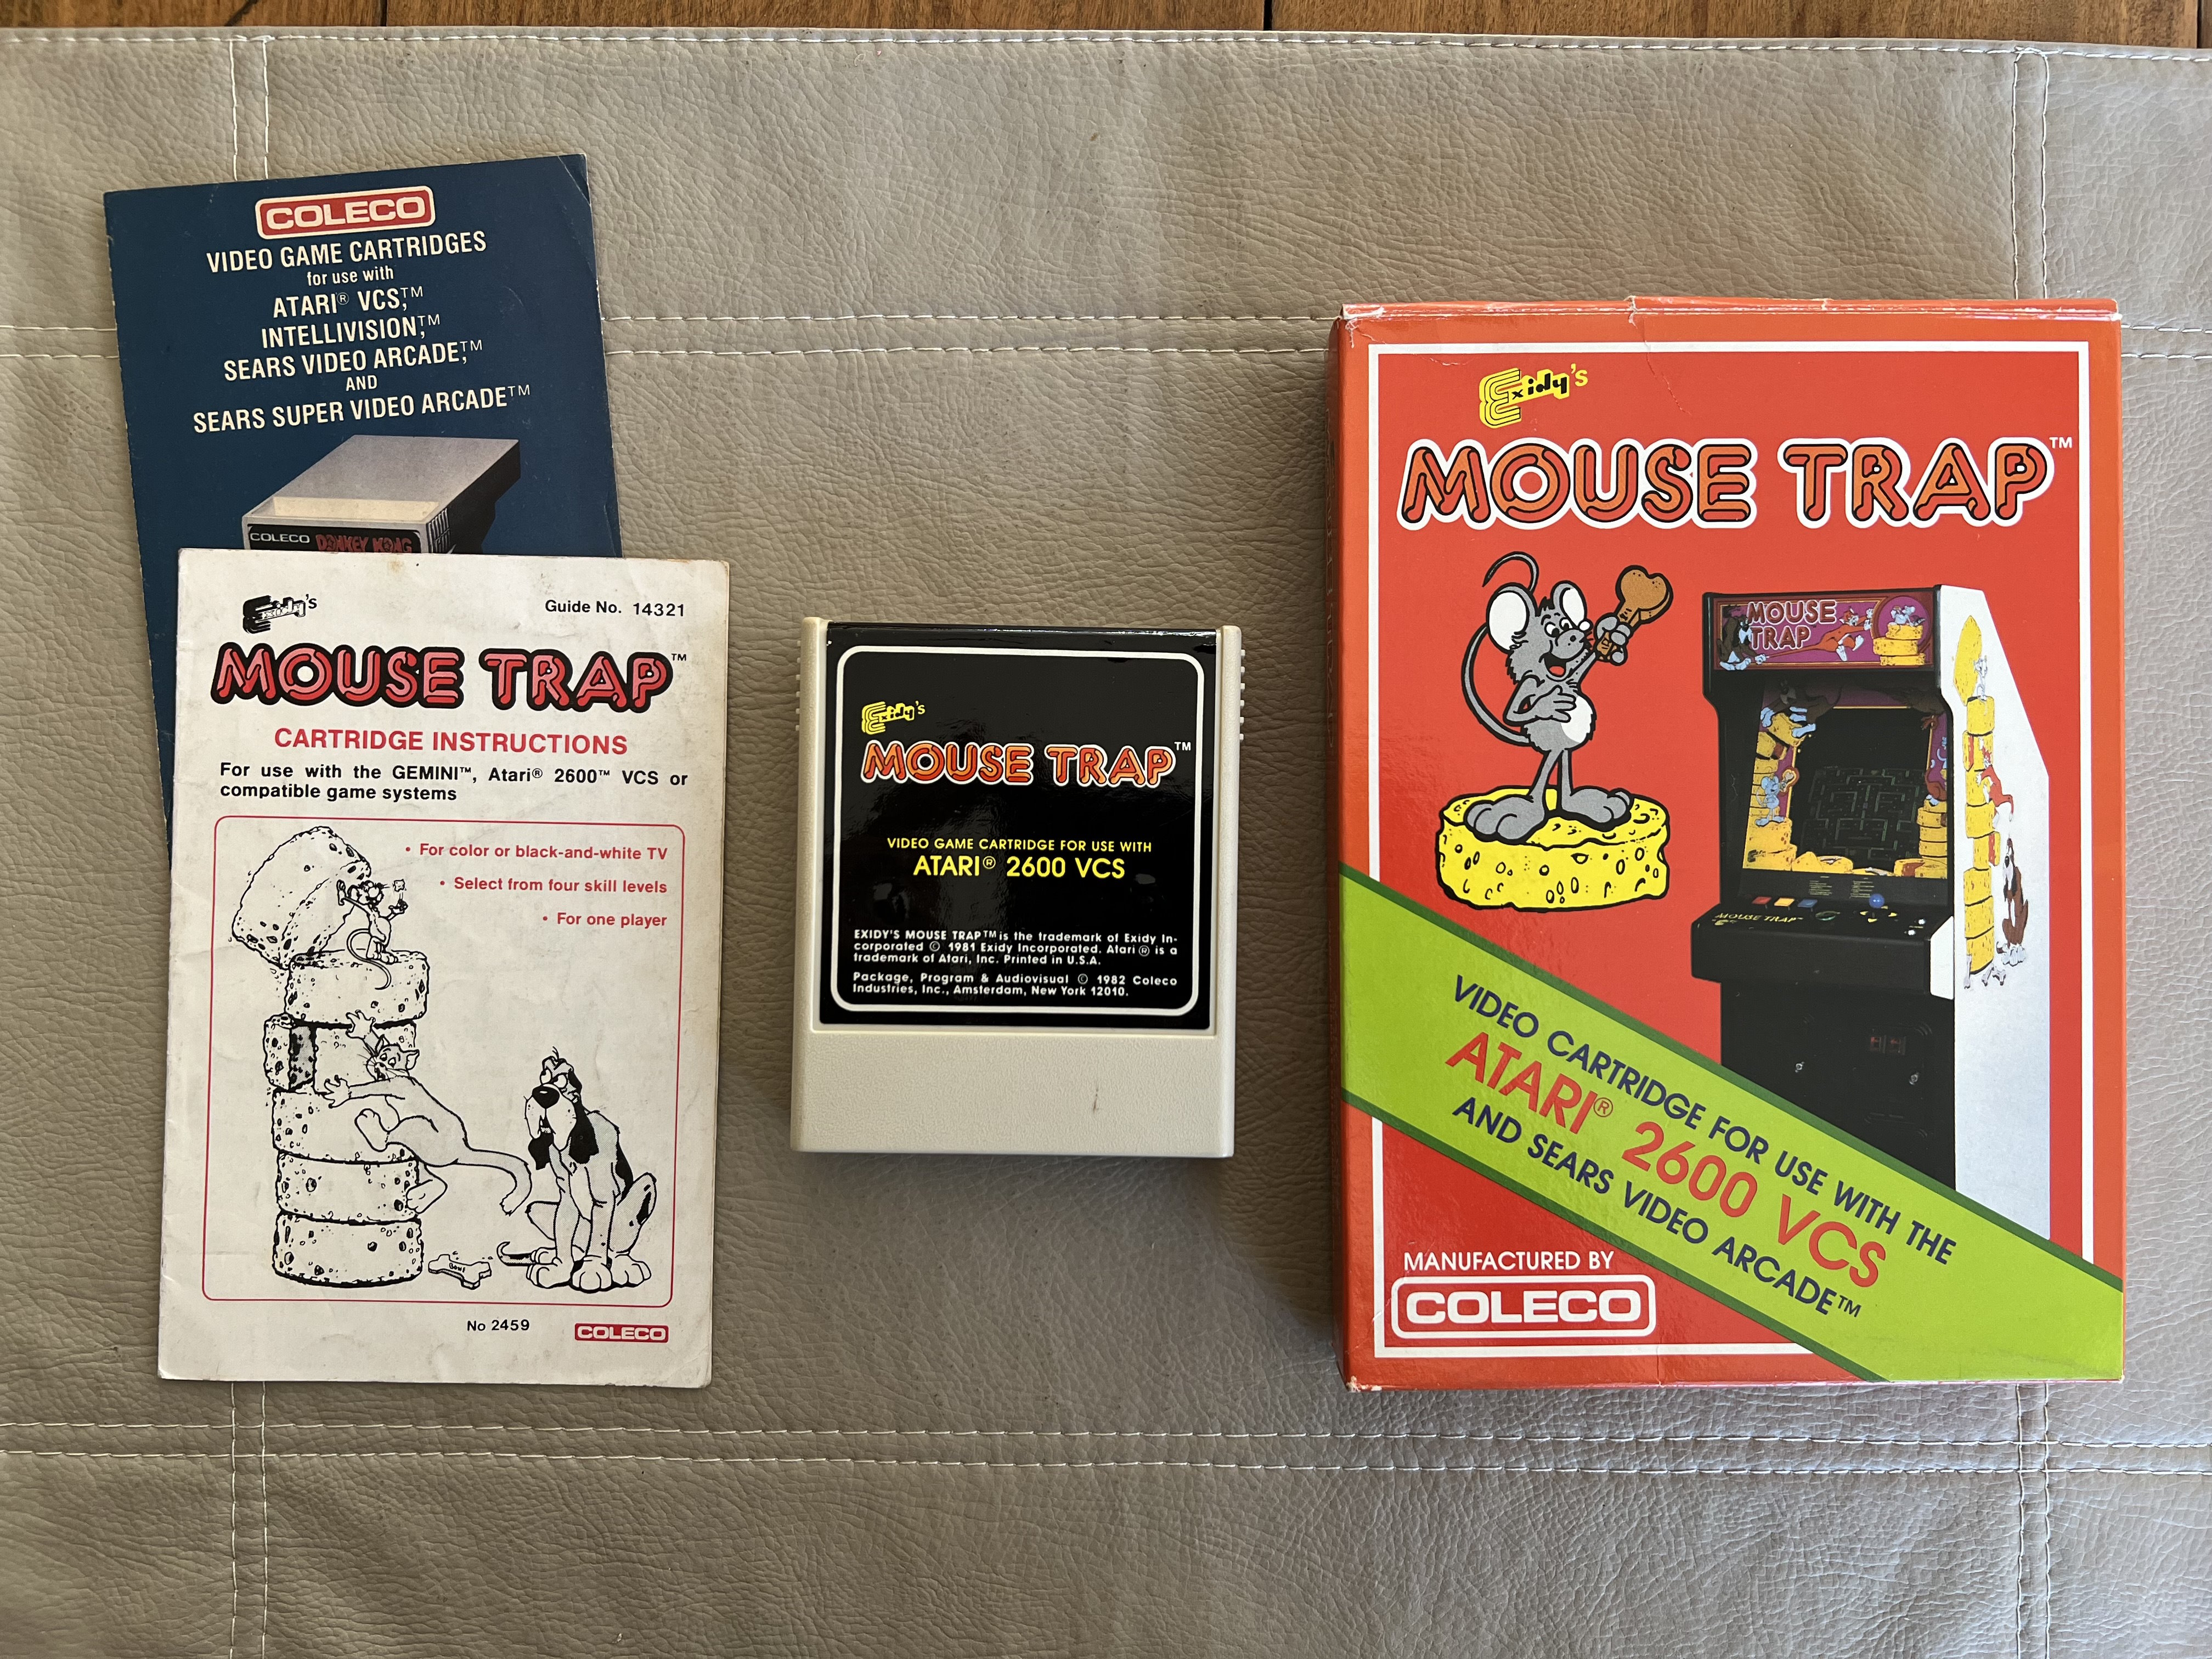 COLECO
VIDEO GAME CARTRIDGES
for use with
ATARI® VCS,™
INTELLIVISION,™
SEARS VIDEO ARCADE,™
AND
SEARS SUPER VIDEO ARCADE™
COLECO DONKEY KONG
Exidy's
Guide No. 14321
MOUSE TRAP™
CARTRIDGE INSTRUCTIONS
For use with the GEMINI™, Atari® 2600™ VCS or
compatible game systems
• For color or black-and-white TV
• Select from four skill levels
• For one player
No 2459
COLECO
Exidy's
MOUSE TRAP™
VIDEO GAME CARTRIDGE FOR USE WITH
ATARI® 2600 VCS
EXIDY'S MOUSE TRAP™ is the trademark of Exidy In-
corporated © 1981 Exidy Incorporated. Atari ® is a
trademark of Atari, Inc. Printed in U.S.A.
Package, Program & Audiovisual © 1982 Coleco
Industries, Inc., Amsterdam, New York 12010.
Exidy's
MOUSE TRAP™
MOUSE
TRAP
MOUSE TRAP™
VIDEO CARTRIDGE FOR USE WITH THE
ATARI® 2600 VCS
AND SEARS VIDEO ARCADE™
MANUFACTURED BY
COLECO